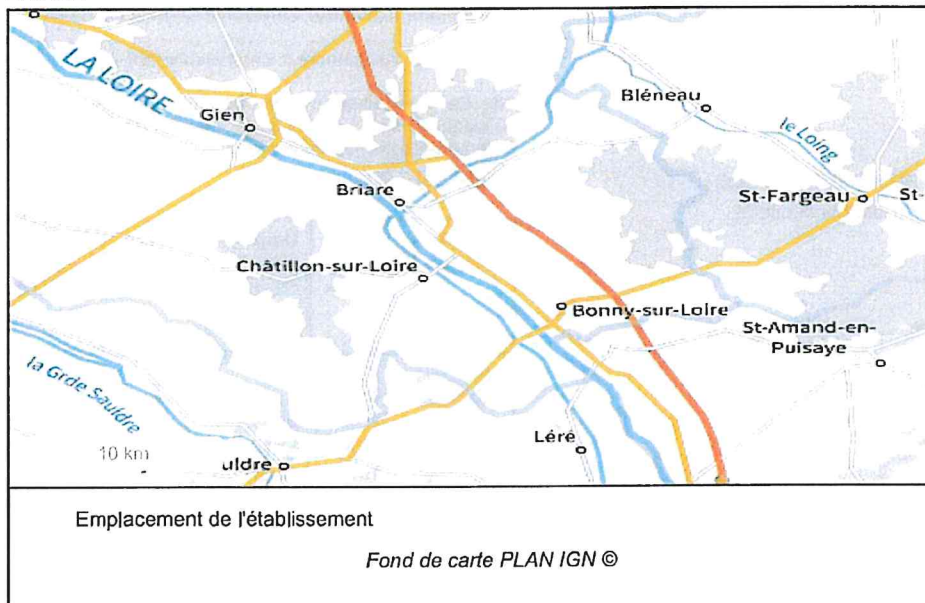 LA LOIRE
Gien
Bléneau
le Loing
Briare
St-Fargeau
St-
Châtillon-sur-Loire
Bonny-sur-Loire
St-Amand-en-
Puisaye
la Grde Sauldre
Léré
10 km
uldre
Emplacement de l'établissement
Fond de carte PLAN IGN ©